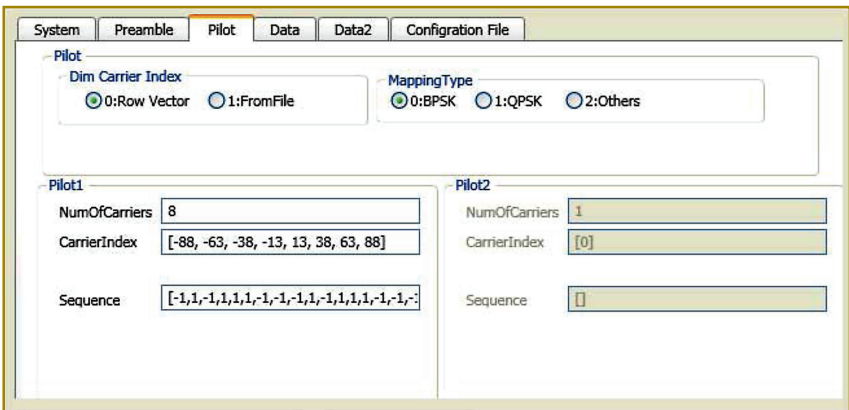 System Preamble Pilot Data Data2 Configration File
Pilot
Dim Carrier Index
0:Row Vector 1:FromFile
MappingType
0:BPSK 1:QPSK 2:Others
Pilot1
NumOfCarriers 8
CarrierIndex [-88, -63, -38, -13, 13, 38, 63, 88]
Sequence [-1,1,-1,1,1,1,-1,-1,-1,1,-1,1,1,1,-1,-1,-1
Pilot2
NumOfCarriers 1
CarrierIndex [0]
Sequence []